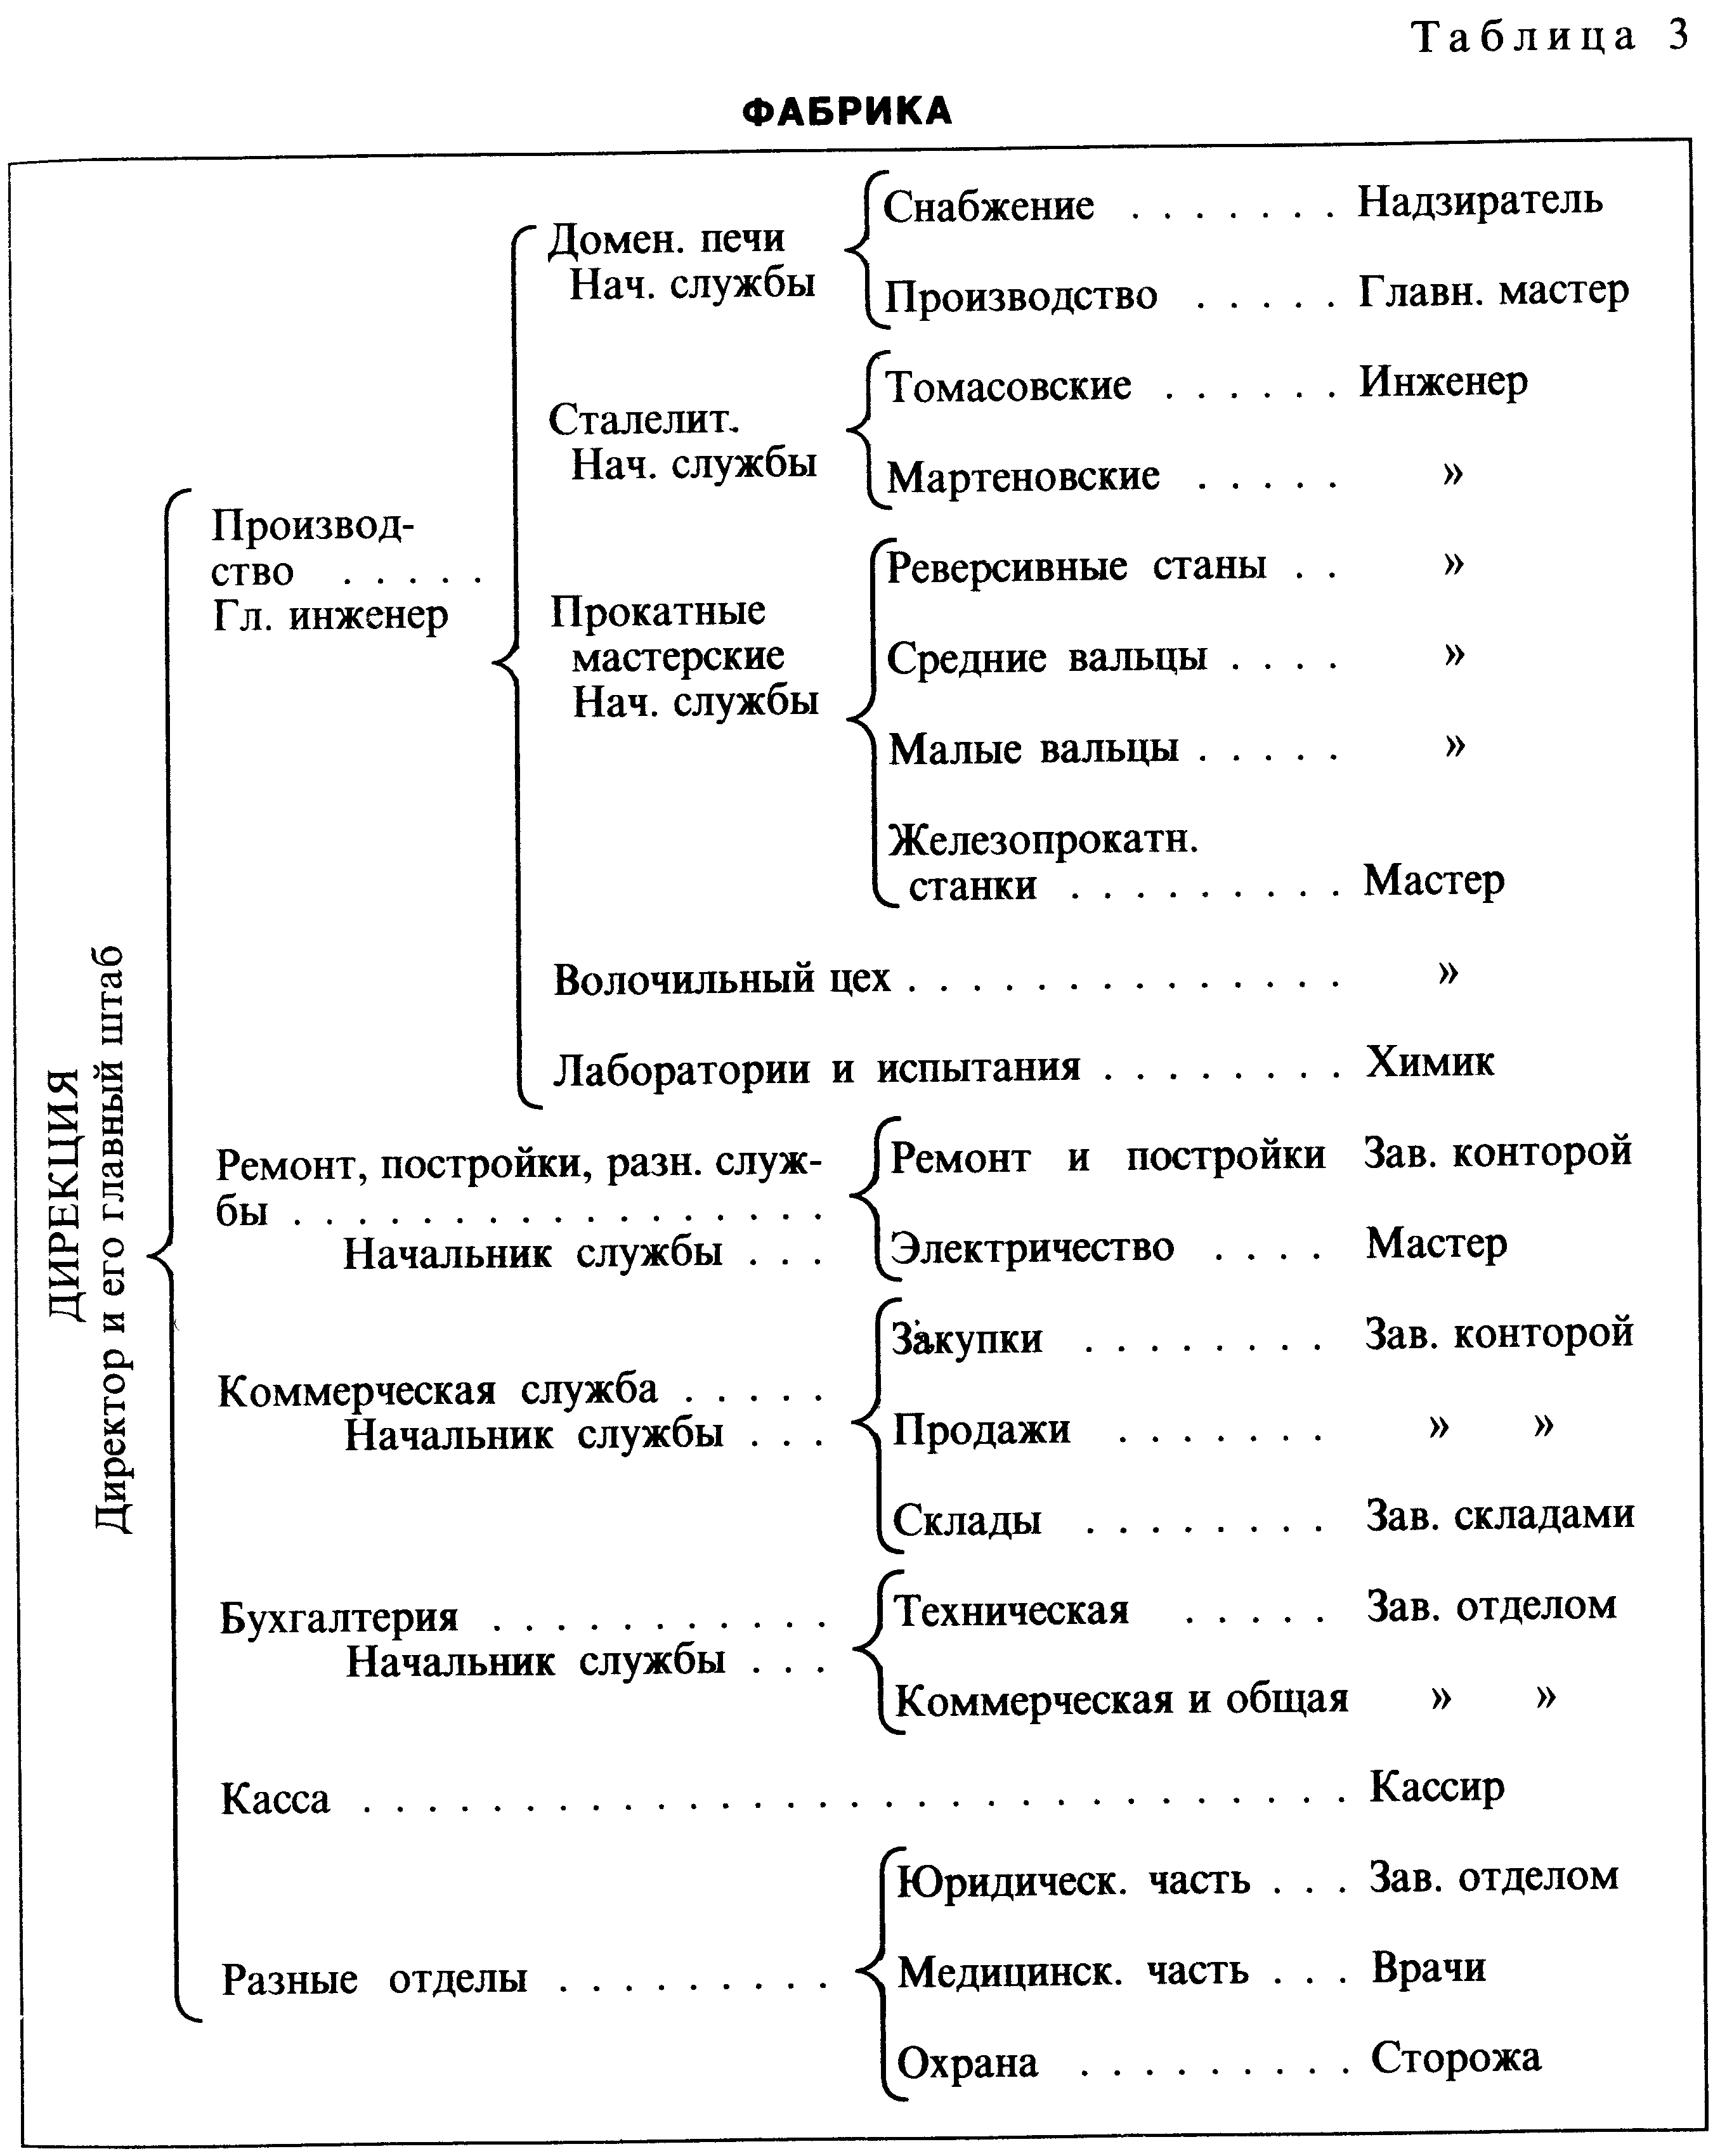 Таблица 3
ФАБРИКА
ДИРЕКЦИЯ
Директор и его главный штаб
Производ-
ство . . . . .
Гл. инженер
Домен. печи
Нач. службы
Снабжение . . . . . . . Надзиратель
Производство . . . . . Главн. мастер
Сталелит.
Нач. службы
Томасовские . . . . . . Инженер
Мартеновские . . . . . »
Прокатные
мастерские
Нач. службы
Реверсивные станы . . »
Средние вальцы . . . . »
Малые вальцы . . . . . »
Железопрокатн.
станки . . . . . . . . . Мастер
Волочильный цех . . . . . . . . . . . . . . »
Лаборатории и испытания . . . . . . . . Химик
Ремонт, постройки, разн. служ-
бы . . . . . . . . . . . . . . . . .
Начальник службы . . .
Ремонт и постройки Зав. конторой
Электричество . . . . Мастер
Коммерческая служба . . . . .
Начальник службы . . .
Закупки . . . . . . . . Зав. конторой
Продажи . . . . . . . » »
Склады . . . . . . . . Зав. складами
Бухгалтерия . . . . . . . . . . .
Начальник службы . . .
Техническая . . . . . Зав. отделом
Коммерческая и общая » »
Касса . . . . . . . . . . . . . . . . . . . . . . . . . . . . . . . Кассир
Разные отделы . . . . . . . . .
Юридическ. часть . . . Зав. отделом
Медицинск. часть . . . Врачи
Охрана . . . . . . . . . Сторожа